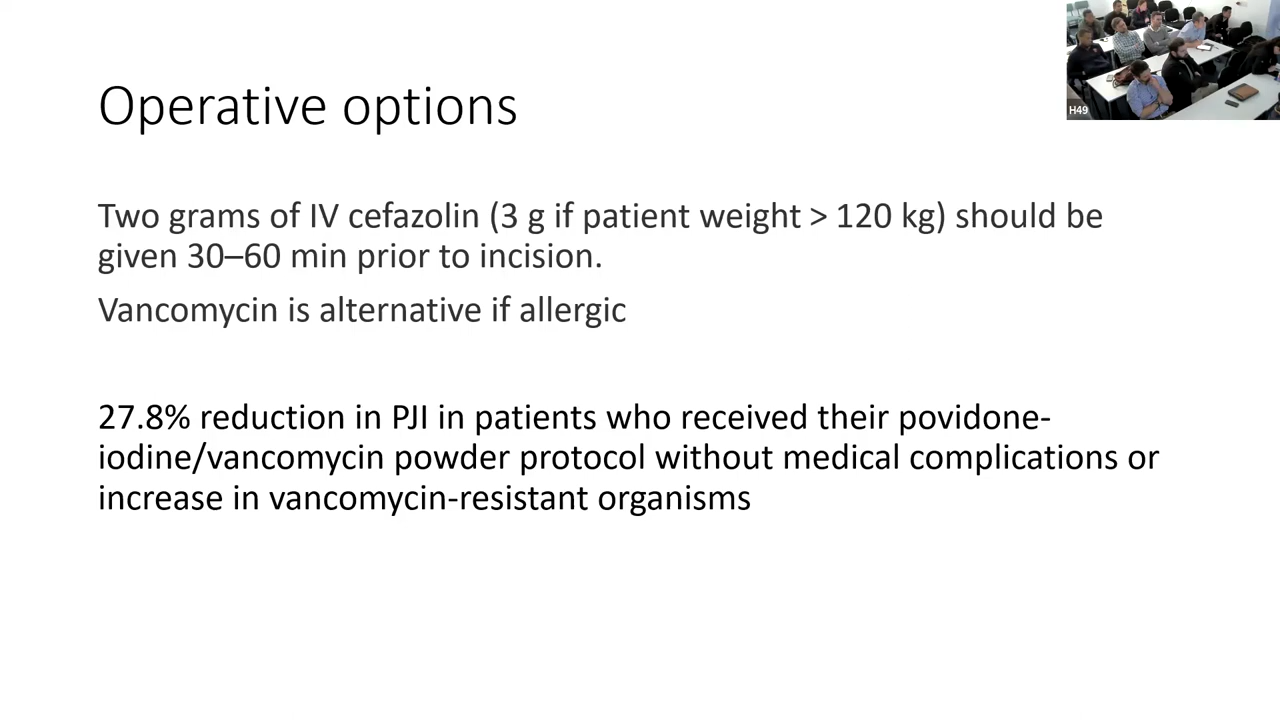 H49
Operative options
Two grams of IV cefazolin (3 g if patient weight > 120 kg) should be
given 30–60 min prior to incision.
Vancomycin is alternative if allergic
27.8% reduction in PJI in patients who received their povidone-
iodine/vancomycin powder protocol without medical complications or
increase in vancomycin-resistant organisms